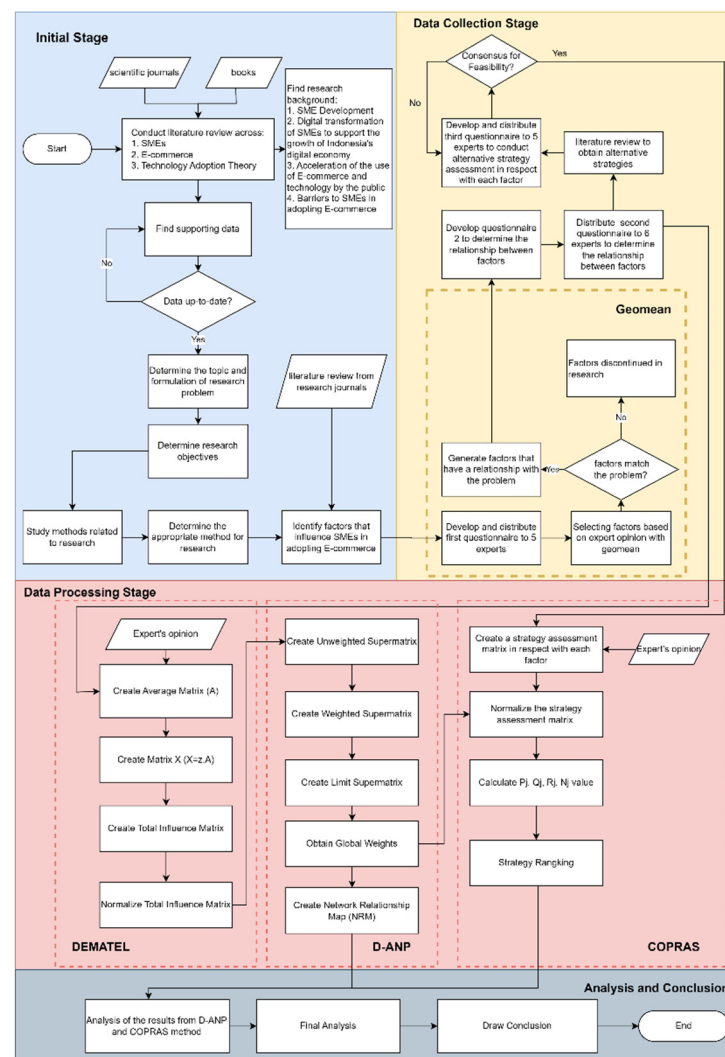 Initial Stage
scientific journals
books
Start
Conduct literature review across:
1. SMEs
2. E-commerce
3. Technology Adoption Theory
Find research
background:
1. SME Development
2. Digital transformation
of SMEs to support the
growth of Indonesia's
digital economy
3. Acceleration of the use
of E-commerce and
technology by the public
4. Barriers to SMEs in
adopting E-commerce
Find supporting data
No
Data up-to-date?
Yes
Determine the topic and
formulation of research
problem
literature review from
research journals
Determine research
objectives
Study methods related
to research
Determine the
appropriate method for
research
Identify factors that
influence SMEs in
adopting E-commerce
Data Collection Stage
Consensus for
Feasibility?
Yes
No
Develop and distribute
third questionnaire to 5
experts to conduct
alternative strategy
assessment in respect
with each factor
literature review to
obtain alternative
strategies
Develop questionnaire
2 to determine the
relationship between
factors
Distribute second
questionnaire to 6
experts to determine
the relationship
between factors
Geomean
Factors discontinued in
research
No
Generate factors that
have a relationship with
the problem
Yes
factors match
the problem?
Develop and distribute
first questionnaire to 5
experts
Selecting factors based
on expert opinion with
geomean
Data Processing Stage
Expert's opinion
Create Average Matrix (A)
Create Matrix X (X=z.A)
Create Total Influence Matrix
Normalize Total Influence Matrix
DEMATEL
Create Unweighted Supermatrix
Create Weighted Supermatrix
Create Limit Supermatrix
Obtain Global Weights
Create Network Relationship
Map (NRM)
D-ANP
Create a strategy assessment
matrix in respect with each
factor
Expert's opinion
Normalize the strategy
assessment matrix
Calculate Pj, Qj, Rj, Nj value
Strategy Rangking
COPRAS
Analysis and Conclusion
Analysis of the results from D-ANP
and COPRAS method
Final Analysis
Draw Conclusion
End